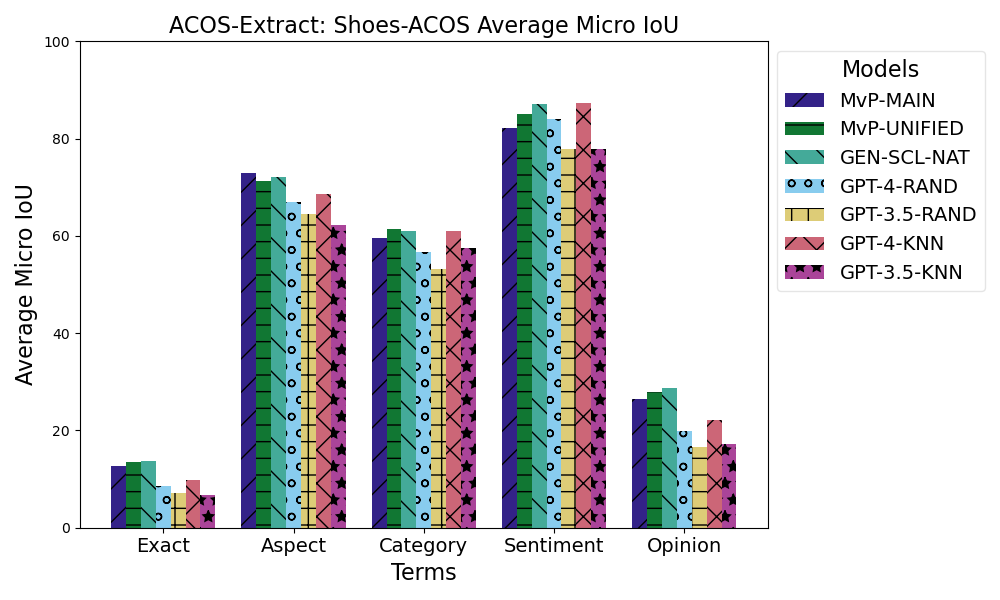 ACOS-Extract: Shoes-ACOS Average Micro IoU
Average Micro IoU
100
80
60
40
20
0
Exact
Aspect
Category
Sentiment
Opinion
Terms
Models
MvP-MAIN
MvP-UNIFIED
GEN-SCL-NAT
GPT-4-RAND
GPT-3.5-RAND
GPT-4-KNN
GPT-3.5-KNN